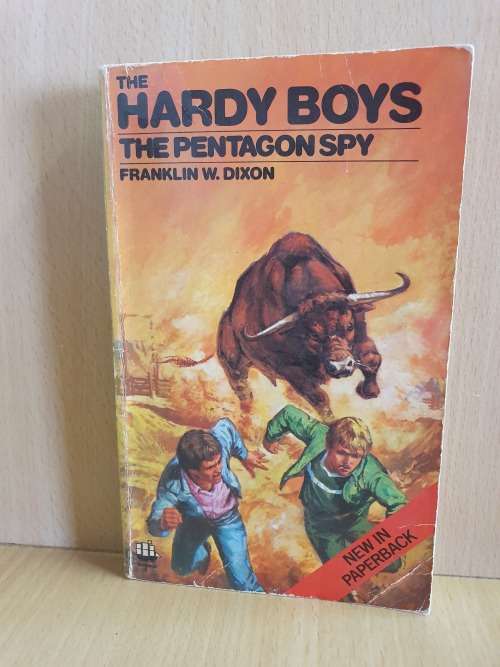 THE
HARDY BOYS
THE PENTAGON SPY
FRANKLIN W. DIXON
NEW IN
PAPERBACK